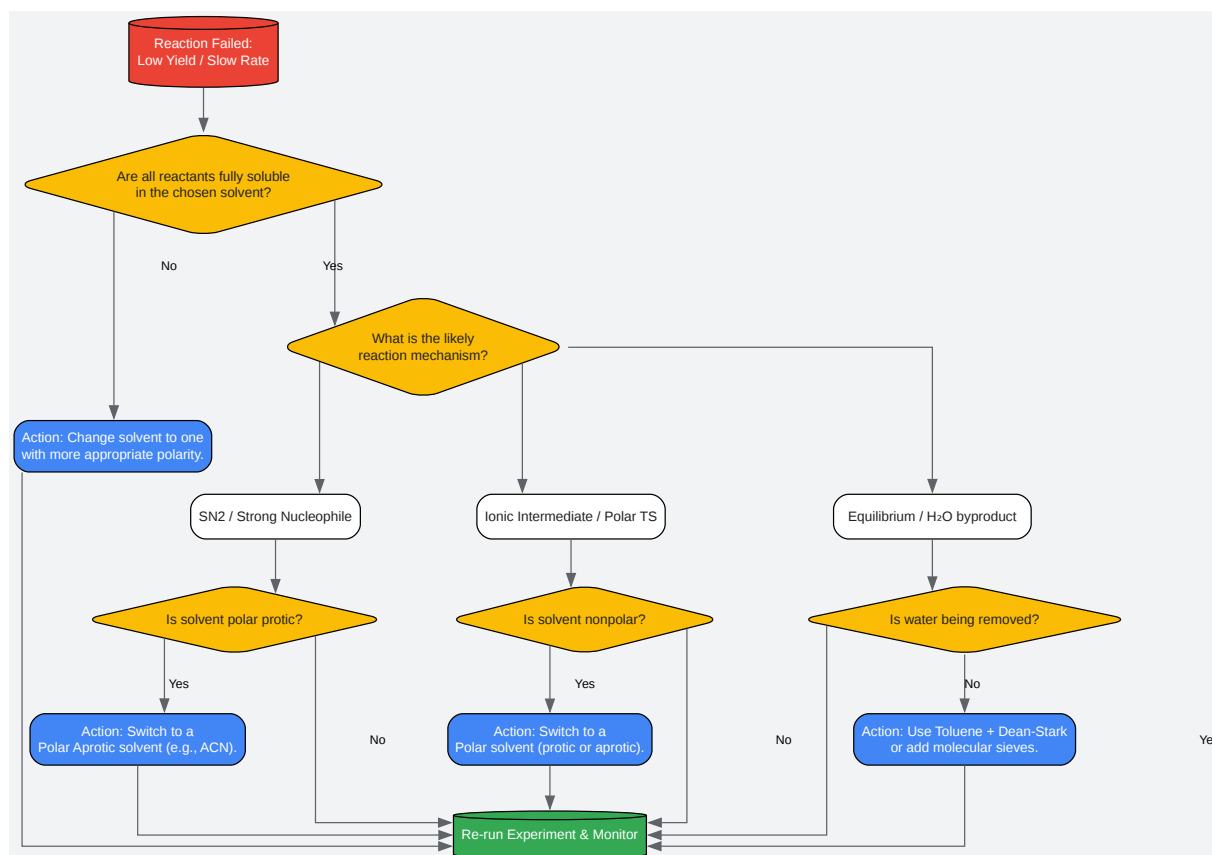 Reaction Failed:
Low Yield / Slow Rate
Are all reactants fully soluble
in the chosen solvent?
No
Yes
What is the likely
reaction mechanism?
Action: Change solvent to one
with more appropriate polarity.
SN2 / Strong Nucleophile
Ionic Intermediate / Polar TS
Equilibrium / H₂O byproduct
Is solvent polar protic?
Is solvent nonpolar?
Is water being removed?
Yes
Yes
No
Action: Switch to a
Polar Aprotic solvent (e.g., ACN).
No
Action: Switch to a
Polar solvent (protic or aprotic).
No
Action: Use Toluene + Dean-Stark
or add molecular sieves.
Re-run Experiment & Monitor